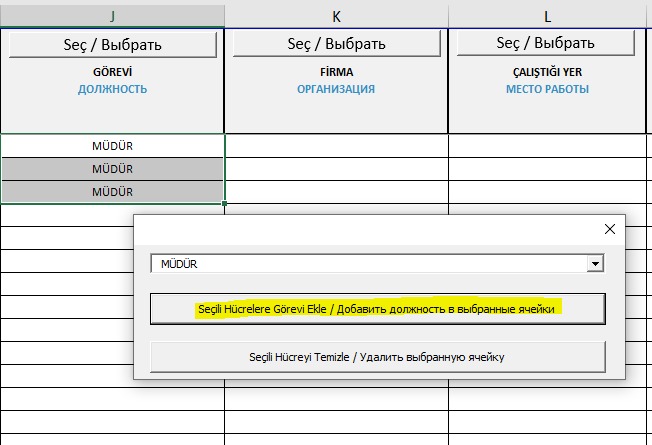 J K L
Seç / Выбрать Seç / Выбрать Seç / Выбрать
GÖREVİ FİRMA ÇALIŞTIĞI YER
ДОЛЖНОСТЬ ОРГАНИЗАЦИЯ МЕСТО РАБОТЫ
MÜDÜR
MÜDÜR
MÜDÜR
MÜDÜR
Seçili Hücrelere Görevi Ekle / Добавить должность в выбранные ячейки
Seçili Hücreyi Temizle / Удалить выбранную ячейку